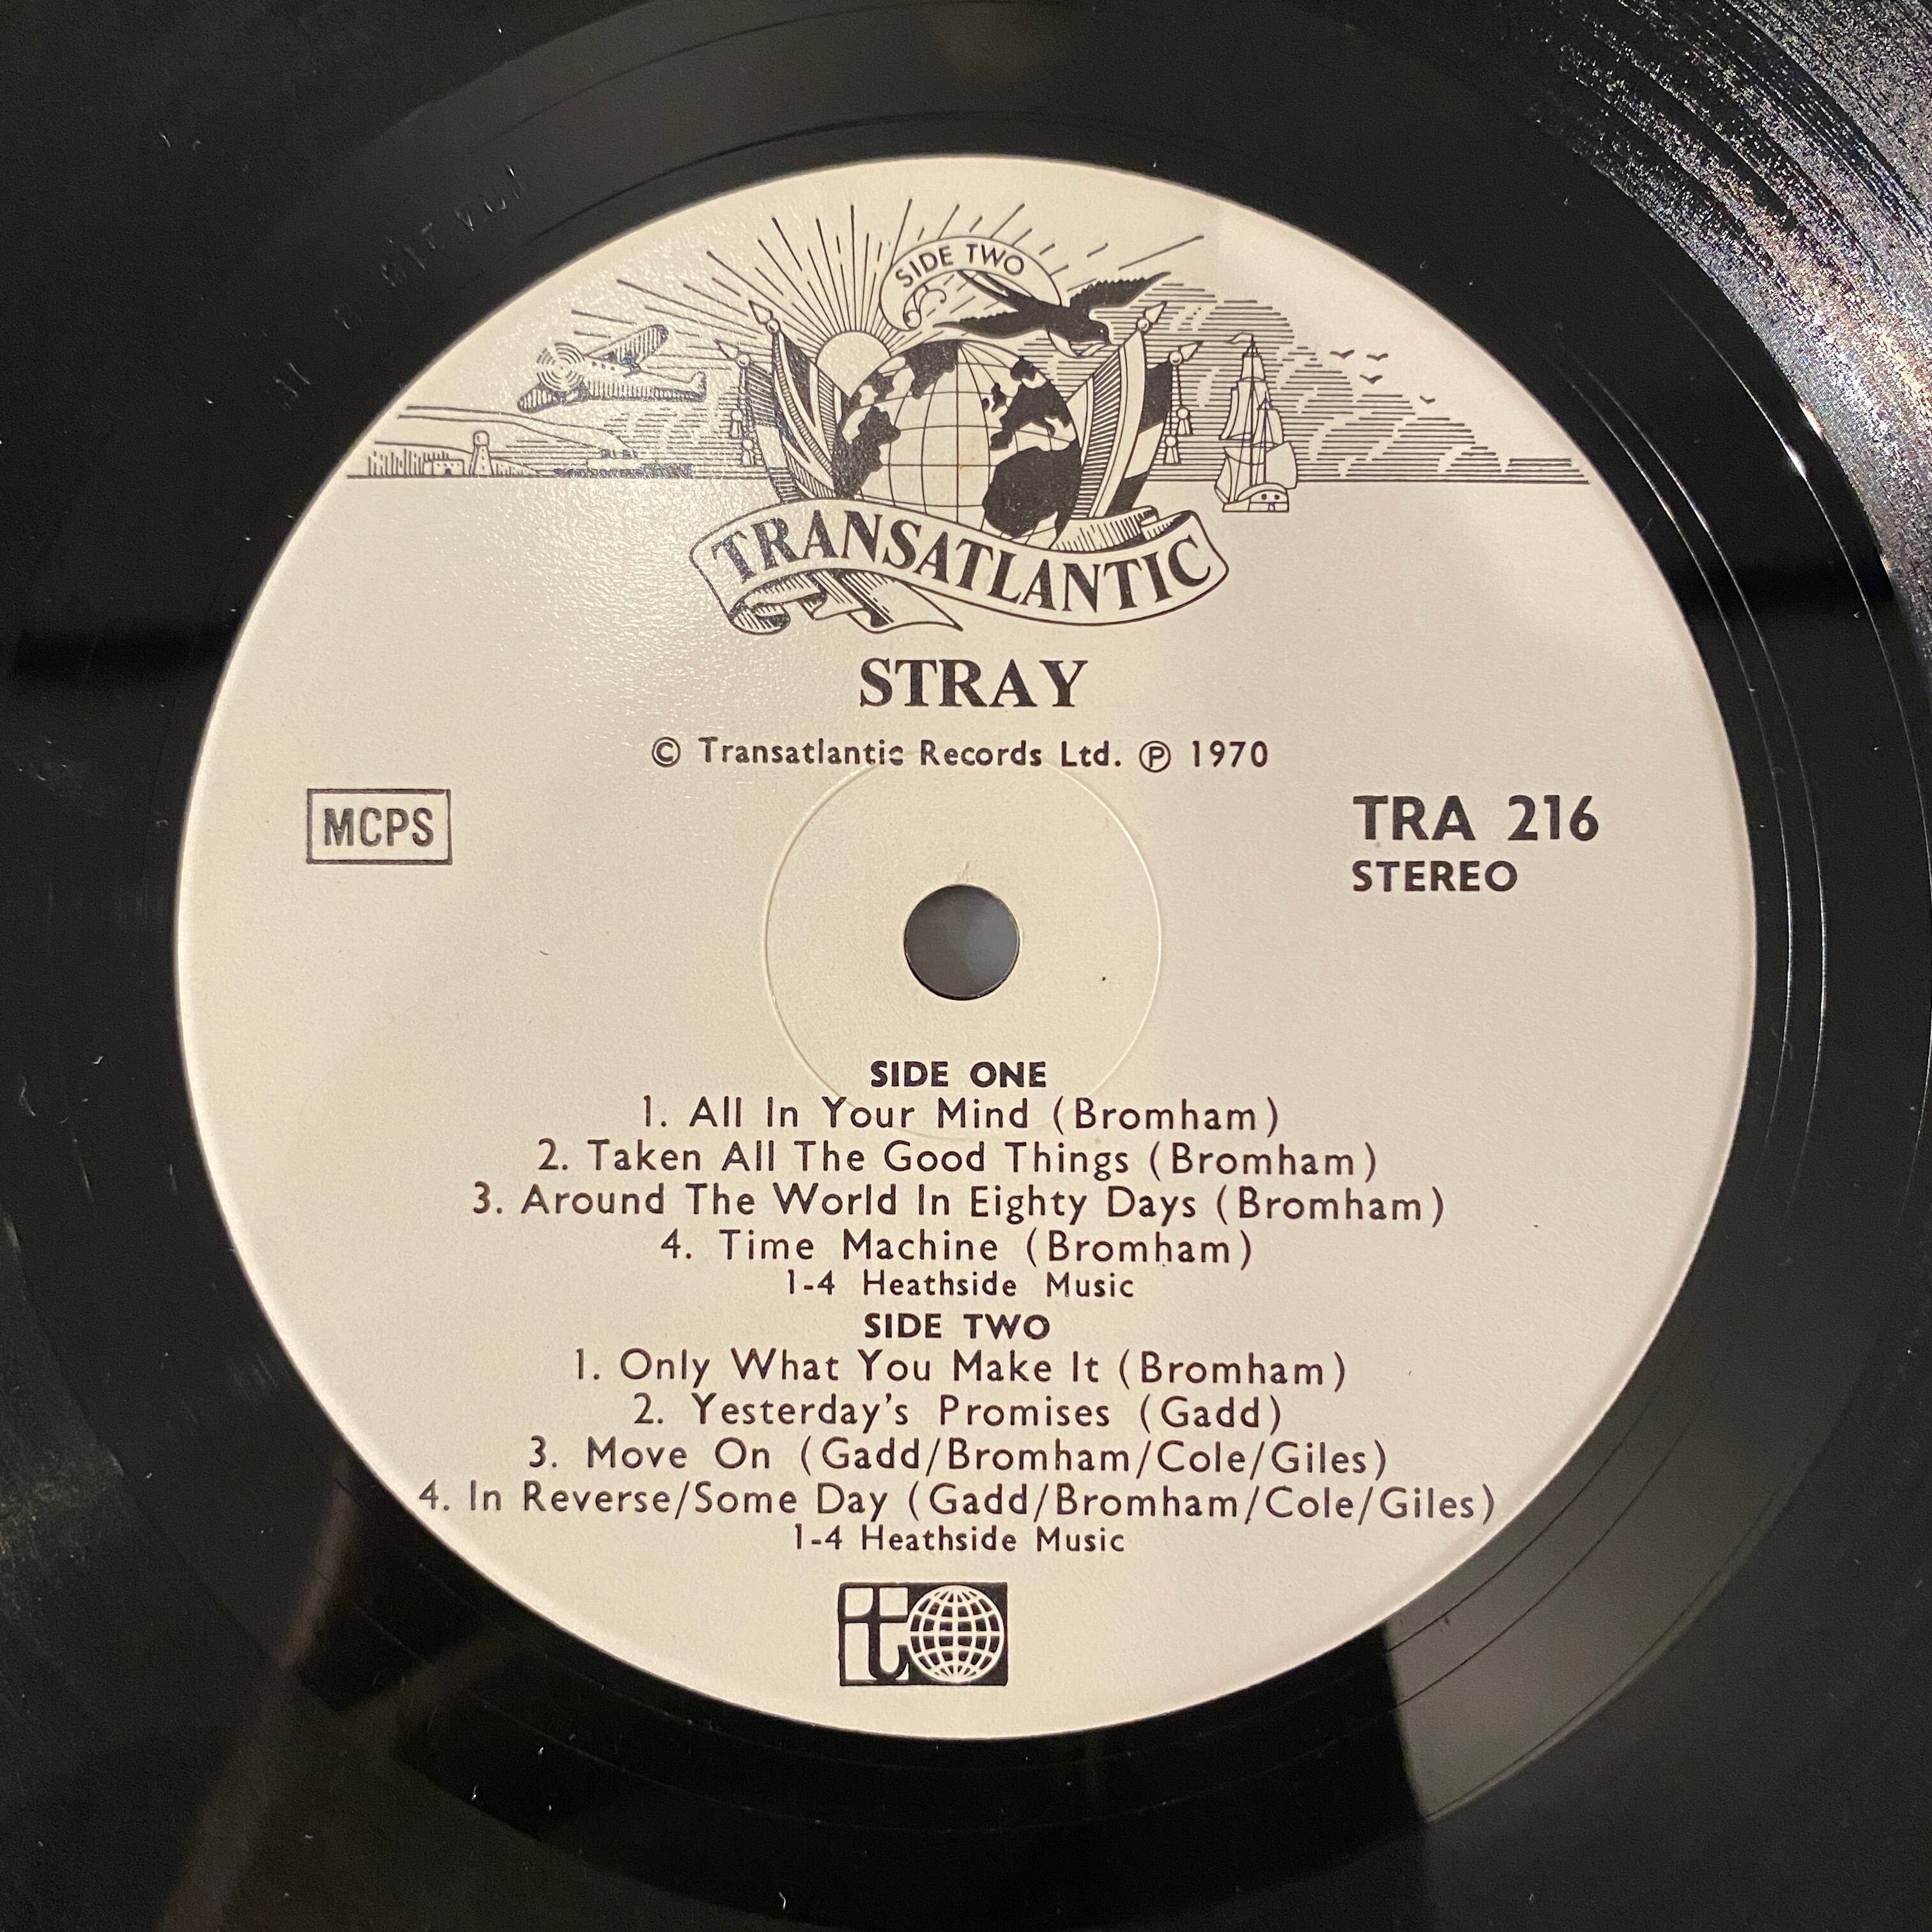 SIDE TWO
TRANSATLANTIC
STRAY
© Transatlantic Records Ltd. ℗ 1970
MCPS
TRA 216
STEREO
SIDE ONE
1. All In Your Mind (Bromham)
2. Taken All The Good Things (Bromham)
3. Around The World In Eighty Days (Bromham)
4. Time Machine (Bromham)
1-4 Heathside Music
SIDE TWO
1. Only What You Make It (Bromham)
2. Yesterday's Promises (Gadd)
3. Move On (Gadd/Bromham/Cole/Giles)
4. In Reverse/Some Day (Gadd/Bromham/Cole/Giles)
1-4 Heathside Music
t